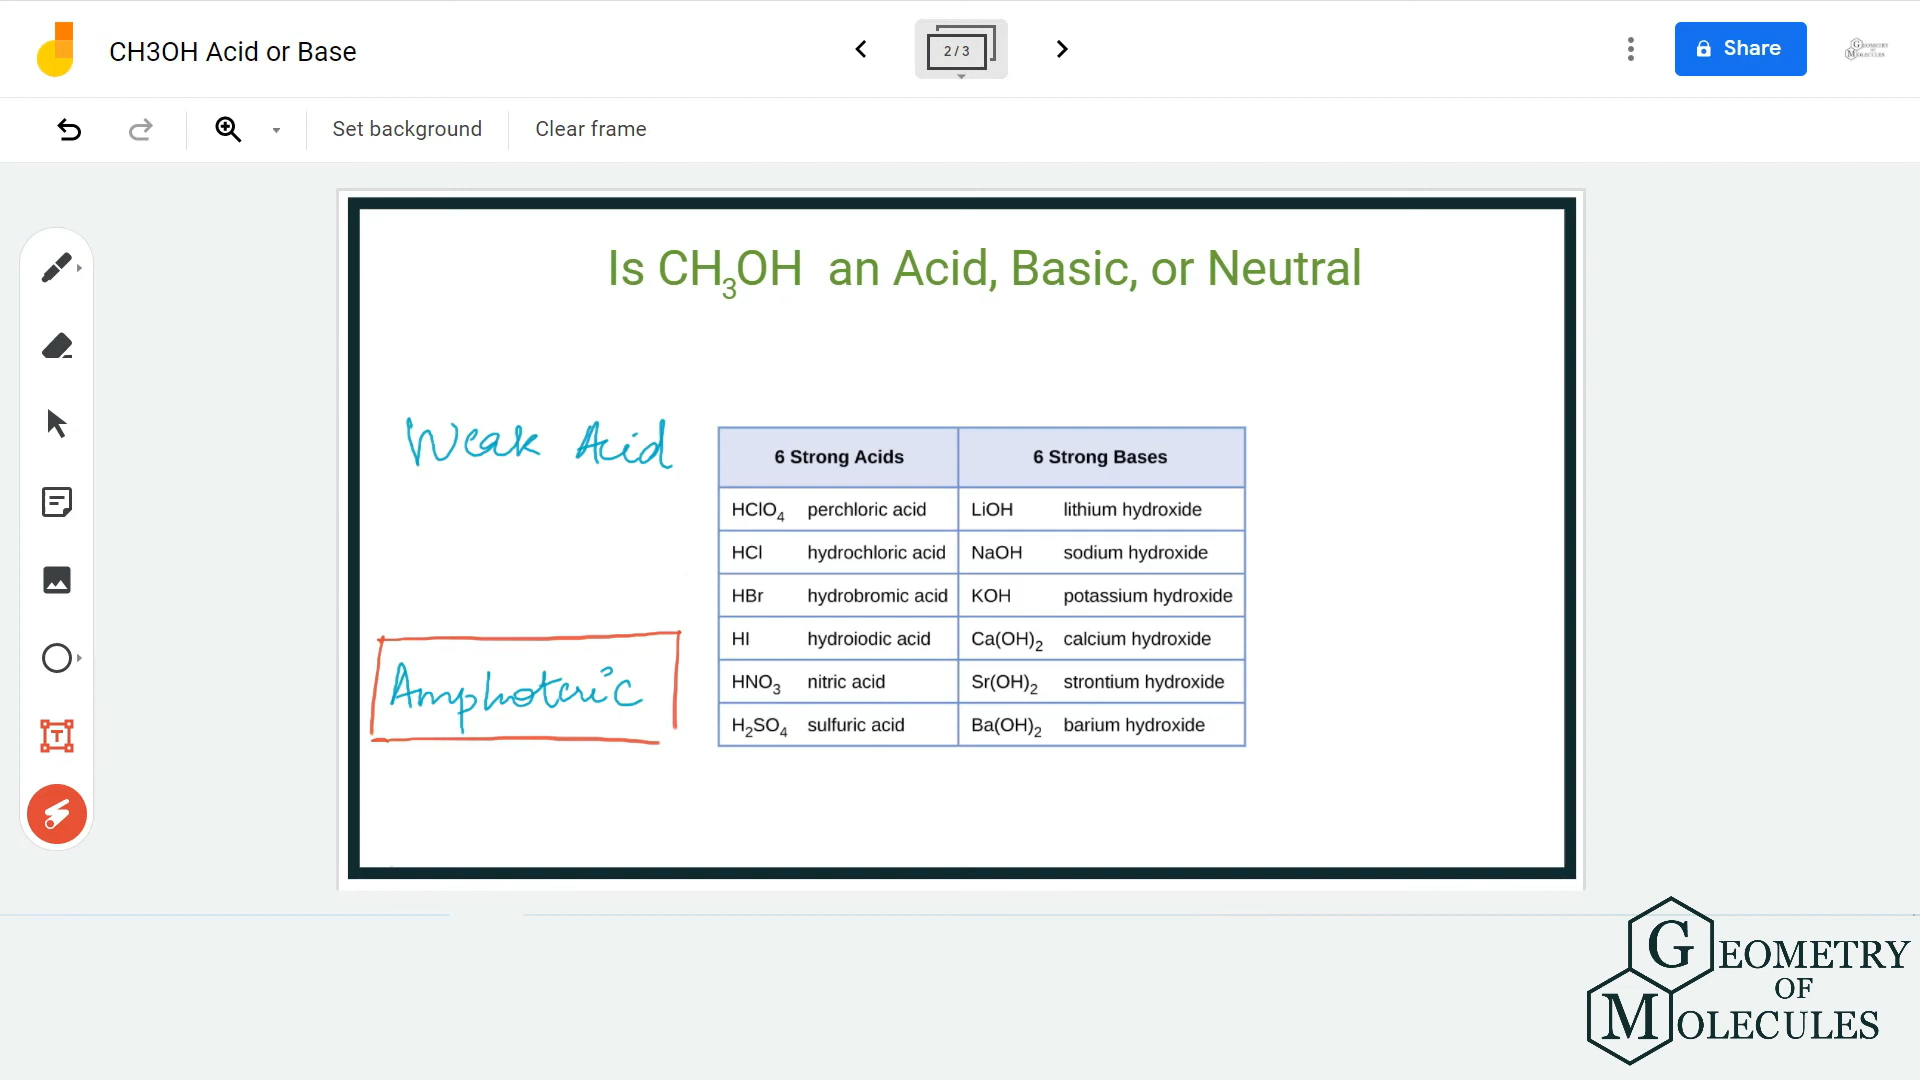 CH3OH Acid or Base
2 / 3
Share
GEOMETRY OF MOLECULES
Set background
Clear frame
Is CH₃OH an Acid, Basic, or Neutral
Weak Acid
Amphoteric
6 Strong Acids 6 Strong Bases
HClO₄ perchloric acid LiOH lithium hydroxide
HCl hydrochloric acid NaOH sodium hydroxide
HBr hydrobromic acid KOH potassium hydroxide
HI hydroiodic acid Ca(OH)₂ calcium hydroxide
HNO₃ nitric acid Sr(OH)₂ strontium hydroxide
H₂SO₄ sulfuric acid Ba(OH)₂ barium hydroxide
T
GEOMETRY
OF
MOLECULES